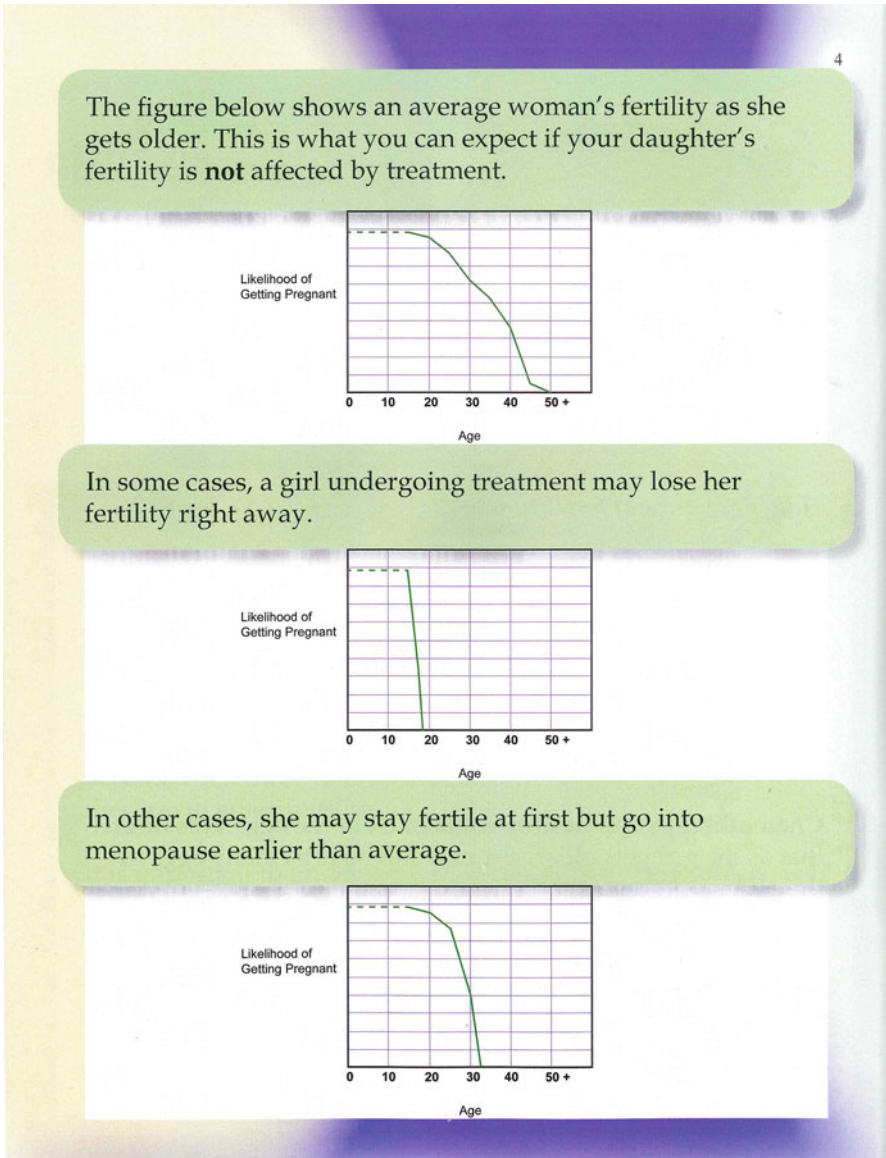 4
The figure below shows an average woman's fertility as she
gets older. This is what you can expect if your daughter's
fertility is not affected by treatment.
Likelihood of
Getting Pregnant
0 10 20 30 40 50 +
Age
In some cases, a girl undergoing treatment may lose her
fertility right away.
Likelihood of
Getting Pregnant
0 10 20 30 40 50 +
Age
In other cases, she may stay fertile at first but go into
menopause earlier than average.
Likelihood of
Getting Pregnant
0 10 20 30 40 50 +
Age